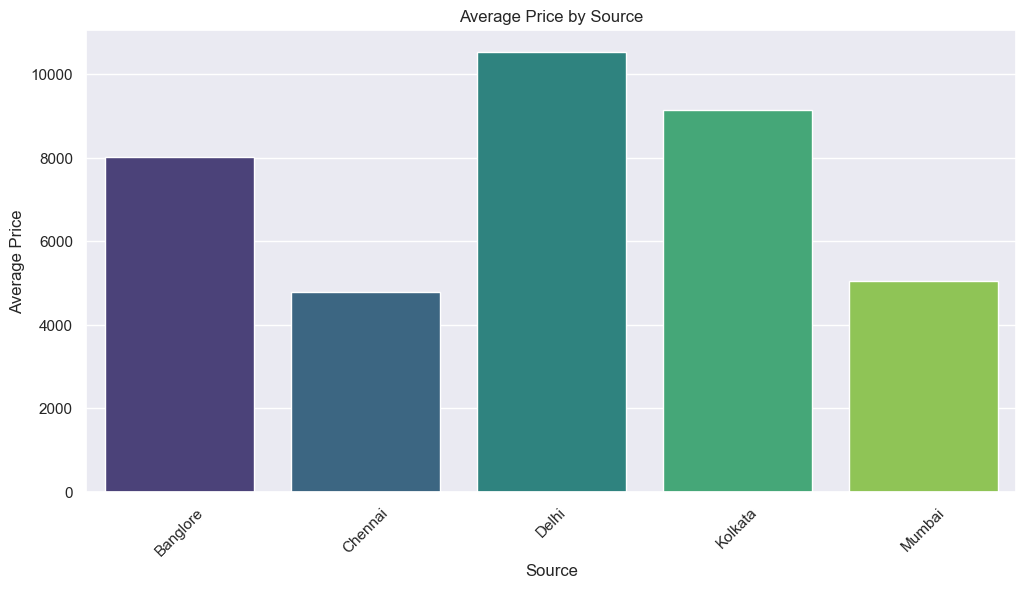 Average Price by Source
Average Price
10000
8000
6000
4000
2000
0
Banglore
Chennai
Delhi
Kolkata
Mumbai
Source